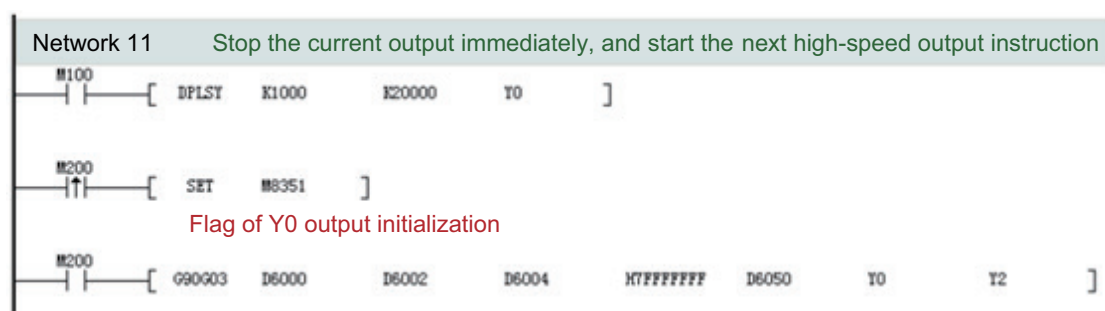 Network 11 Stop the current output immediately, and start the next high-speed output instruction
M100
[ DPLSY K1000 K20000 Y0 ]
M200
[ SET M8351 ]
Flag of Y0 output initialization
M200
[ G90G03 D6000 D6002 D6004 H7FFFFFFF D6050 Y0 Y2 ]